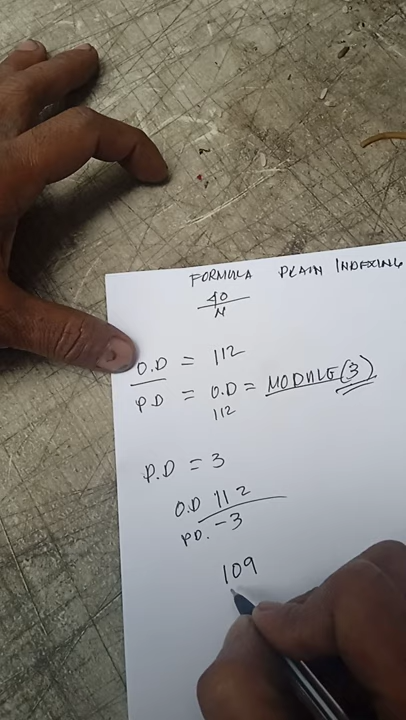 FORMULA PLAIN INDEXING
40
N
O.D = 112
P.D = O.D = MODULE (3)
112
P.D = 3
O.D 112
P.D. -3
109